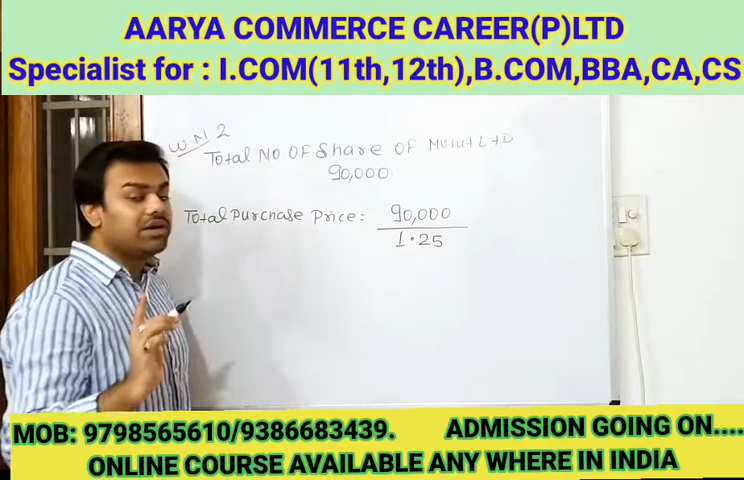 AARYA COMMERCE CAREER(P)LTD
Specialist for : I.COM(11th,12th),B.COM,BBA,CA,CS
W N 2
Total NO OF Share OF LTD
90,000.
Total Purchase Price: 90,000
1.25
MOB: 9798565610/9386683439. ADMISSION GOING ON....
ONLINE COURSE AVAILABLE ANY WHERE IN INDIA